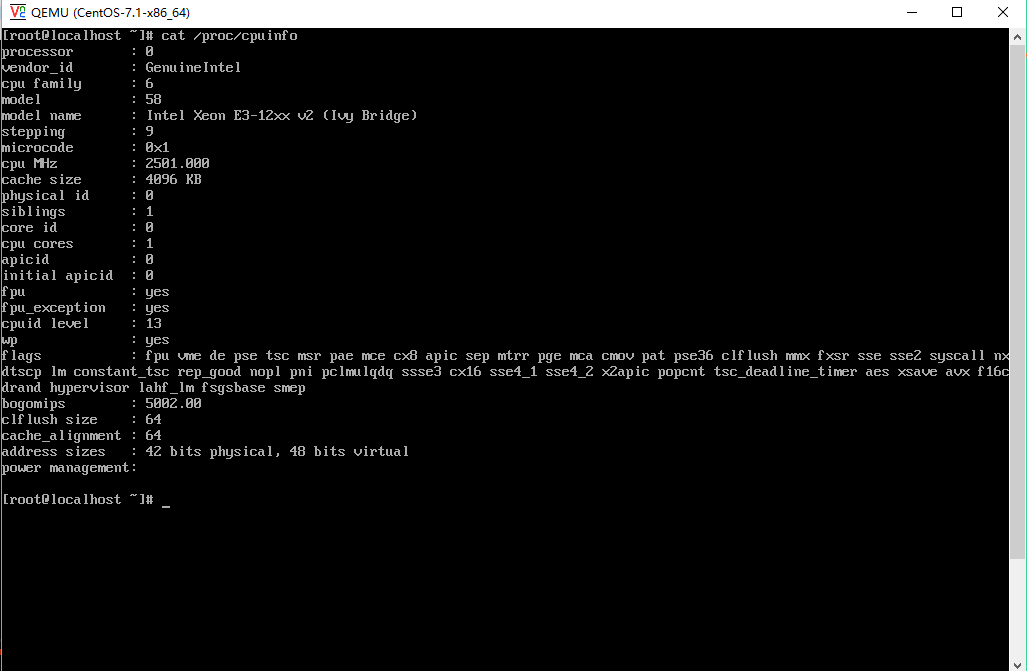 QEMU (CentOS-7.1-x86_64)
[root@localhost ~]# cat /proc/cpuinfo
processor : 0
vendor_id : GenuineIntel
cpu family : 6
model : 58
model name : Intel Xeon E3-12xx v2 (Ivy Bridge)
stepping : 9
microcode : 0x1
cpu MHz : 2501.000
cache size : 4096 KB
physical id : 0
siblings : 1
core id : 0
cpu cores : 1
apicid : 0
initial apicid : 0
fpu : yes
fpu_exception : yes
cpuid level : 13
wp : yes
flags : fpu vme de pse tsc msr pae mce cx8 apic sep mtrr pge mca cmov pat pse36 clflush mmx fxsr sse sse2 syscall nx
dtscp lm constant_tsc rep_good nopl pni pclmulqdq ssse3 cx16 sse4_1 sse4_2 x2apic popcnt tsc_deadline_timer aes xsave avx f16c
drand hypervisor lahf_lm fsgsbase smep
bogomips : 5002.00
clflush size : 64
cache_alignment : 64
address sizes : 42 bits physical, 48 bits virtual
power management:
[root@localhost ~]# _